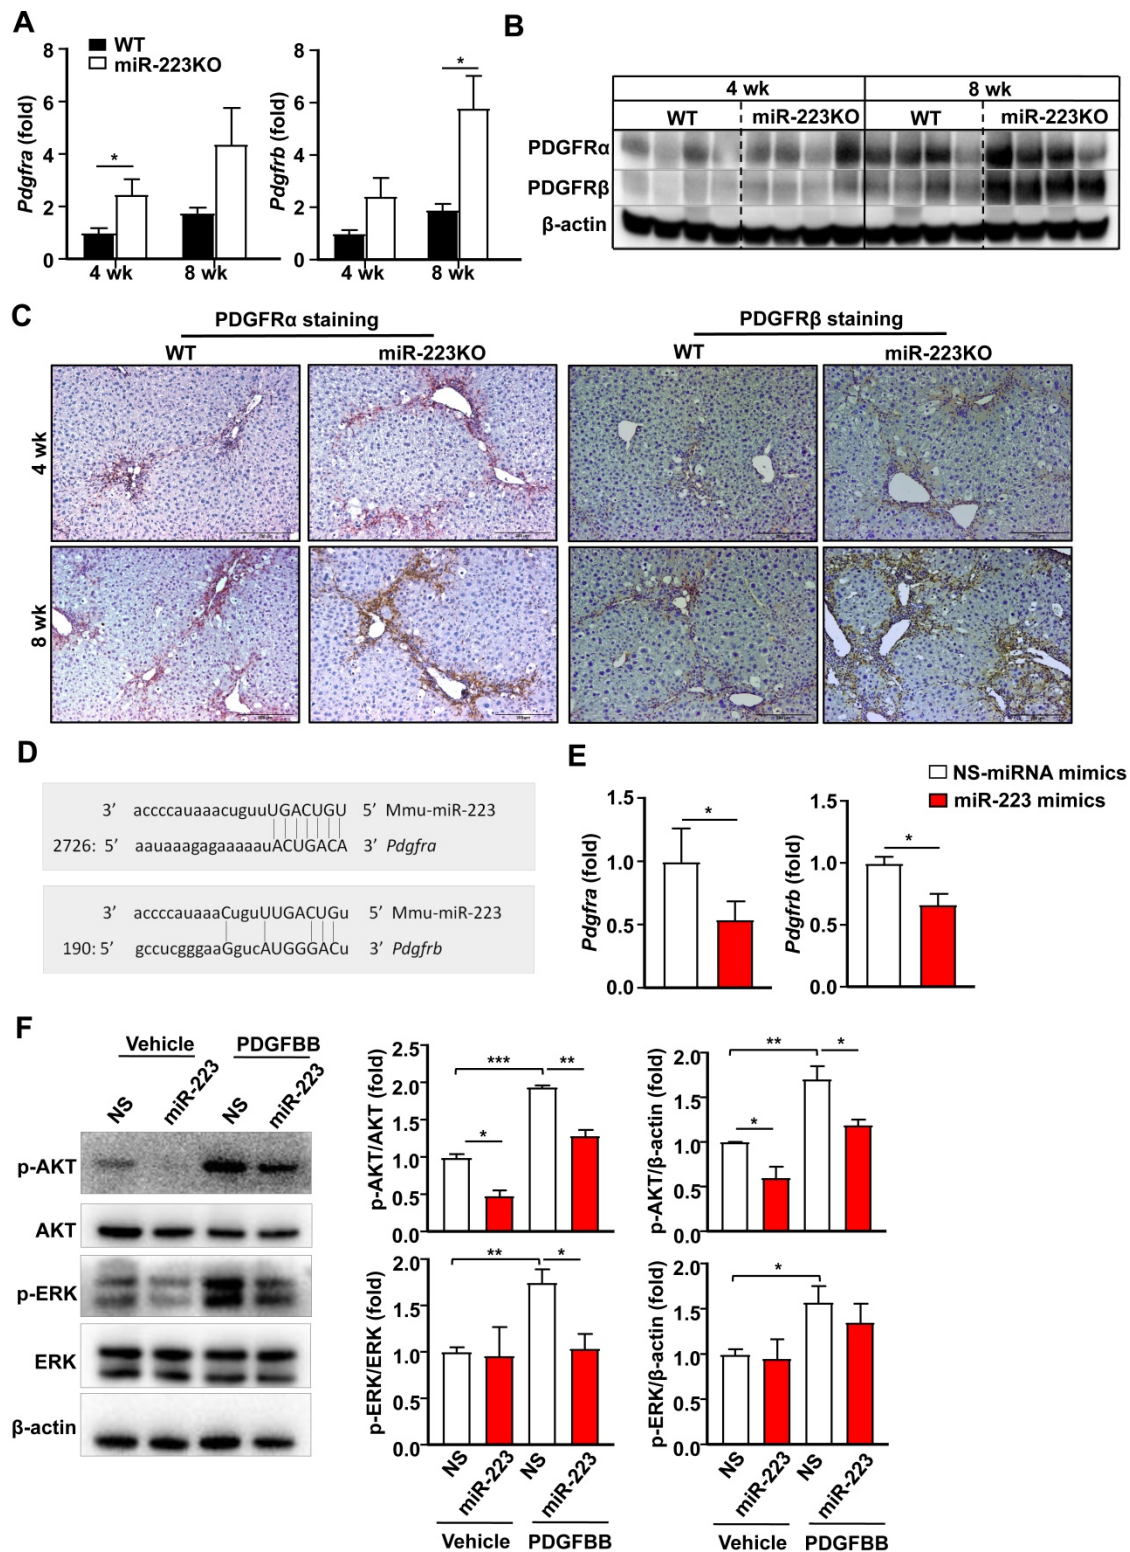 A
WT
miR-223KO
Pdgfra (fold)
8
6
4
2
0
*
4 wk
8 wk
Pdgfrb (fold)
8
6
4
2
0
*
4 wk
8 wk
B
4 wk
8 wk
WT
miR-223KO
WT
miR-223KO
PDGFRα
PDGFRβ
β-actin
C
PDGFRα staining
PDGFRβ staining
WT
miR-223KO
WT
miR-223KO
4 wk
8 wk
D
3’ accccauaaacuguuUGACUGU 5’ Mmu-miR-223
2726: 5’ aauaaagagaaaaauACUGACA 3’ Pdgfra
3’ accccauaaaCuguUUGACUGu 5’ Mmu-miR-223
190: 5’ gccucgggaaGgucAUGGGACu 3’ Pdgfrb
E
NS-miRNA mimics
miR-223 mimics
Pdgfra (fold)
1.5
1.0
0.5
0.0
*
Pdgfrb (fold)
1.5
1.0
0.5
0.0
*
F
Vehicle
PDGFBB
NS
miR-223
NS
miR-223
p-AKT
AKT
p-ERK
ERK
β-actin
p-AKT/AKT (fold)
2.5
2.0
1.5
1.0
0.5
0.0
*** **
*
p-AKT/β-actin (fold)
2.0
1.5
1.0
0.5
0.0
** *
*
p-ERK/ERK (fold)
2.0
1.5
1.0
0.5
0.0
** *
NS
miR-223
NS
miR-223
Vehicle
PDGFBB
p-ERK/β-actin (fold)
2.0
1.5
1.0
0.5
0.0
*
NS
miR-223
NS
miR-223
Vehicle
PDGFBB